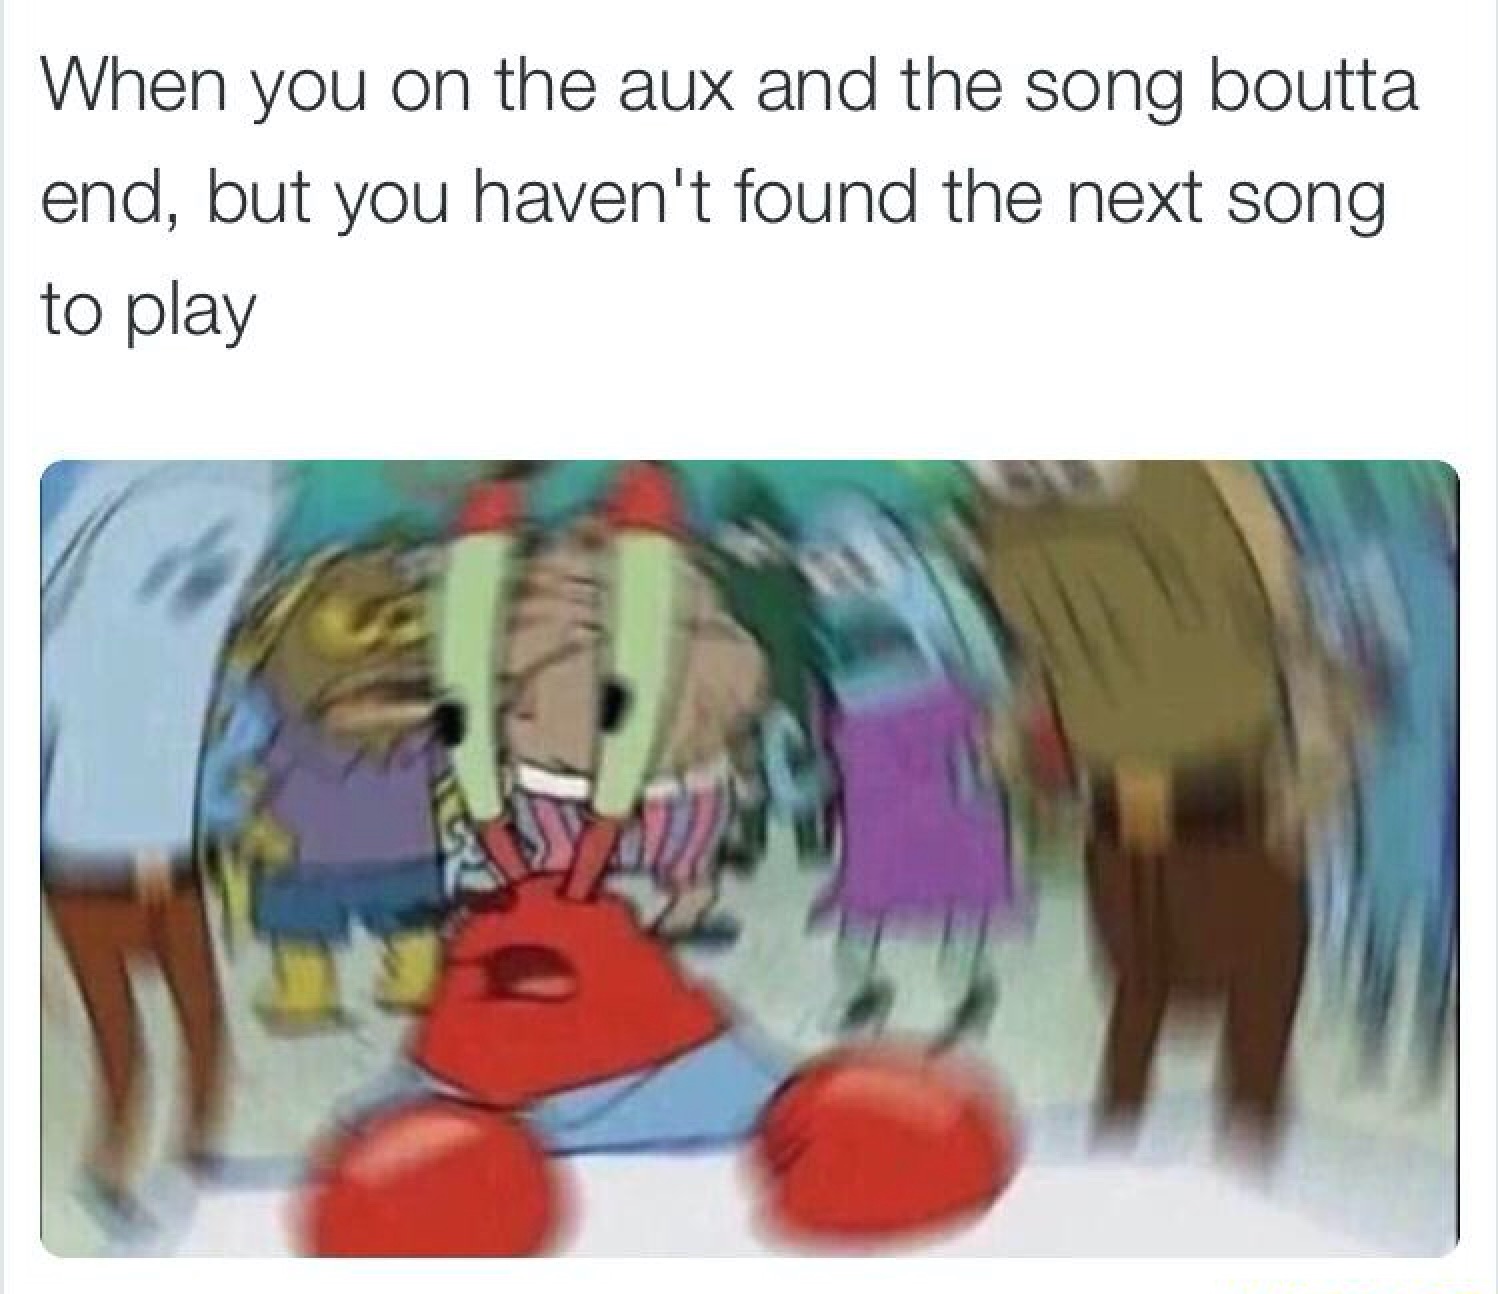 When you on the aux and the song boutta
end, but you haven't found the next song
to play